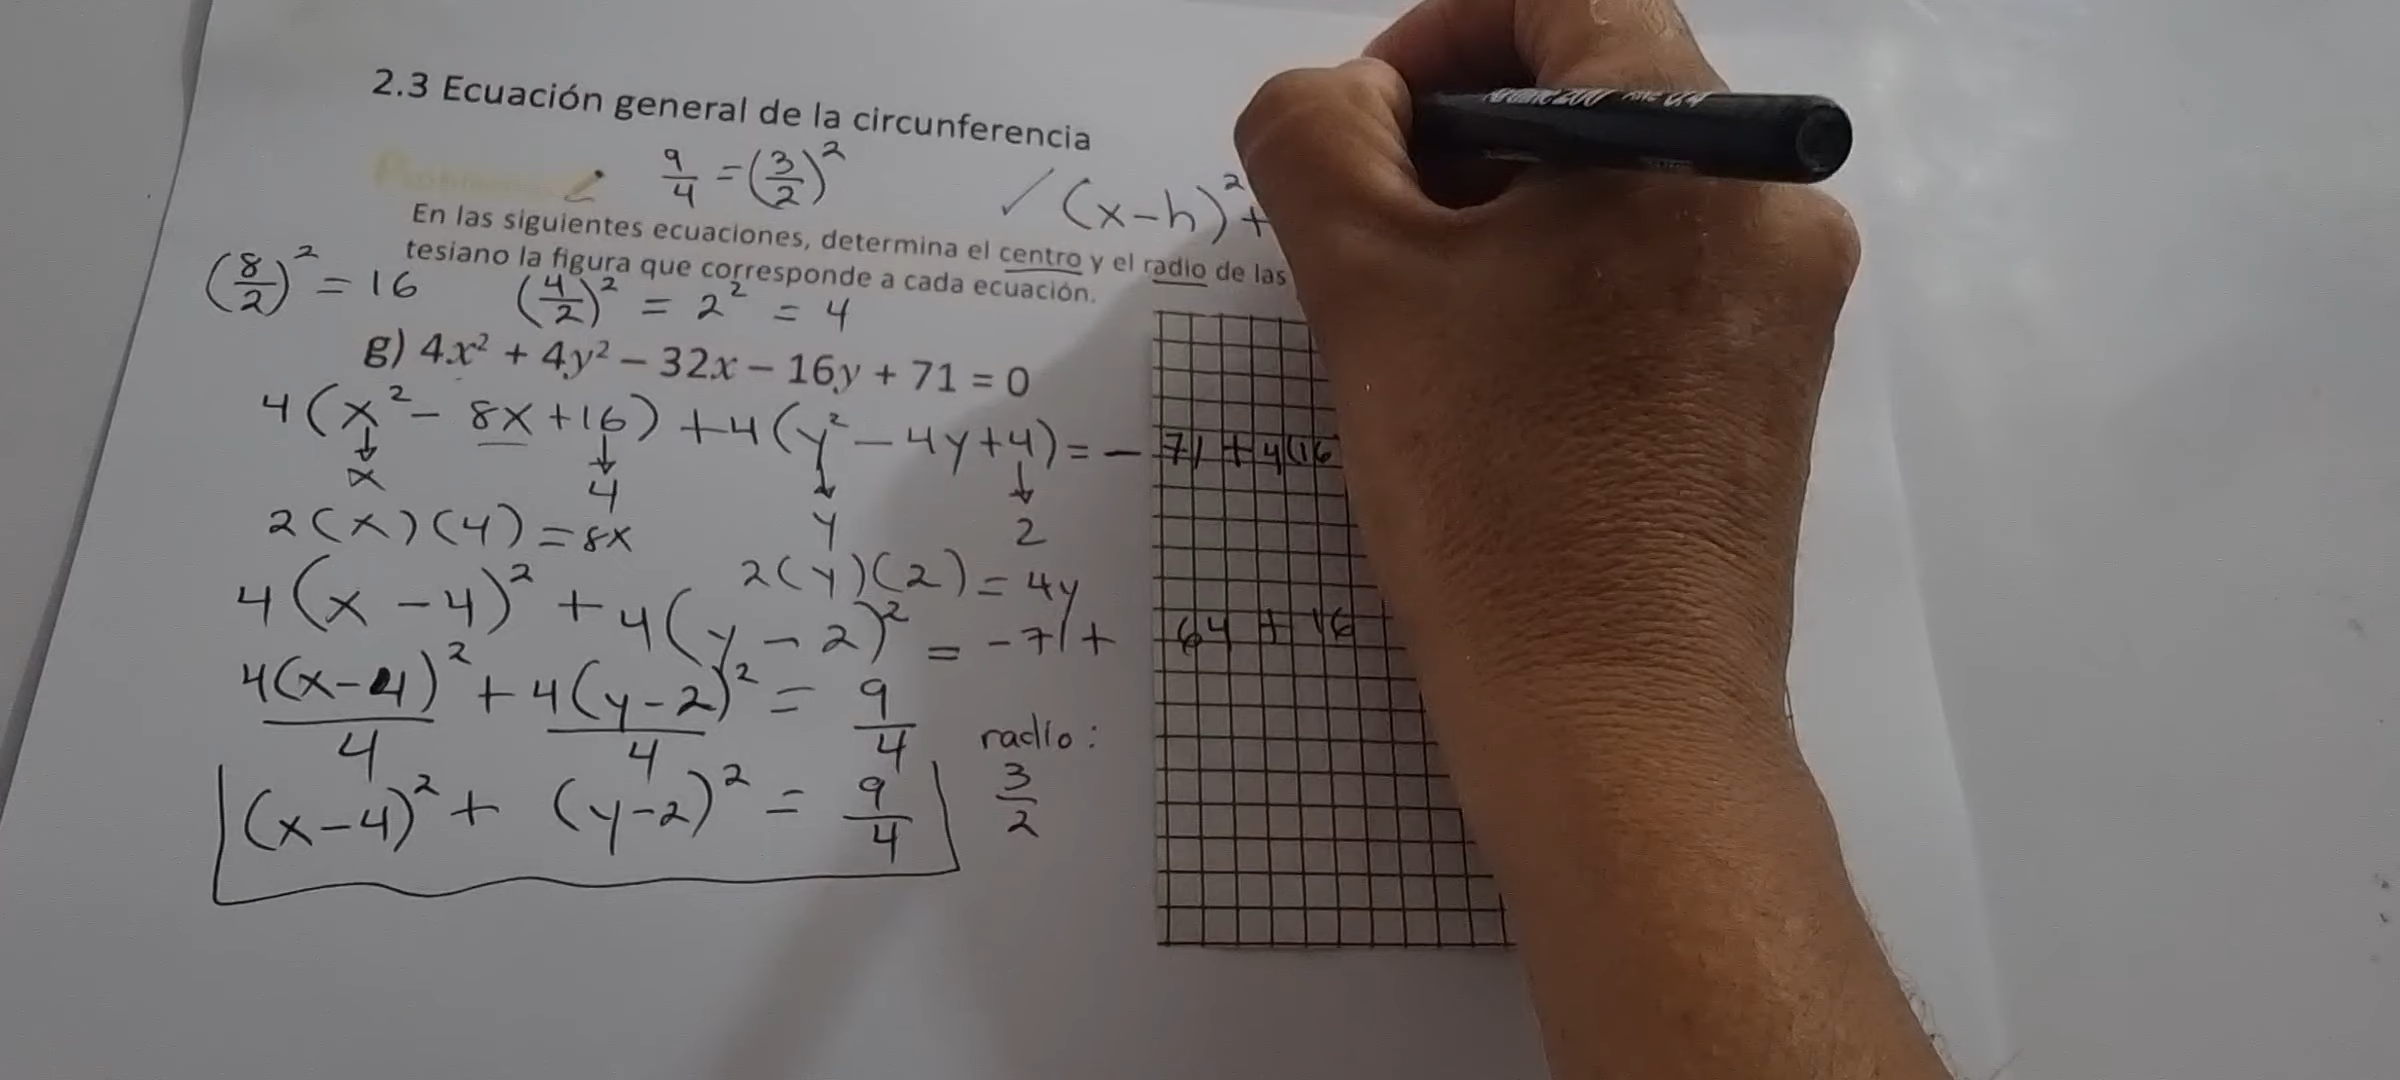 2.3 Ecuación general de la circunferencia
9/4 = (3/2)²
✓ (x-h)² +
En las siguientes ecuaciones, determina el centro y el radio de las
tesiano la figura que corresponde a cada ecuación.
(8/2)² = 16 (4/2)² = 2² = 4
g) 4x² + 4y² – 32x – 16y + 71 = 0
4(x² - 8x + 16) + 4(y² - 4y + 4) = - 71 + 4(16
↓ ↓ ↓ ↓
x 4 y 2
2(x)(4) = 8x
2(y)(2) = 4y
4(x - 4)² + 4(y - 2)² = -71 + 64 + 16
4(x-4)²/4 + 4(y-2)²/4 = 9/4
radio:
3/2
(x-4)² + (y-2)² = 9/4